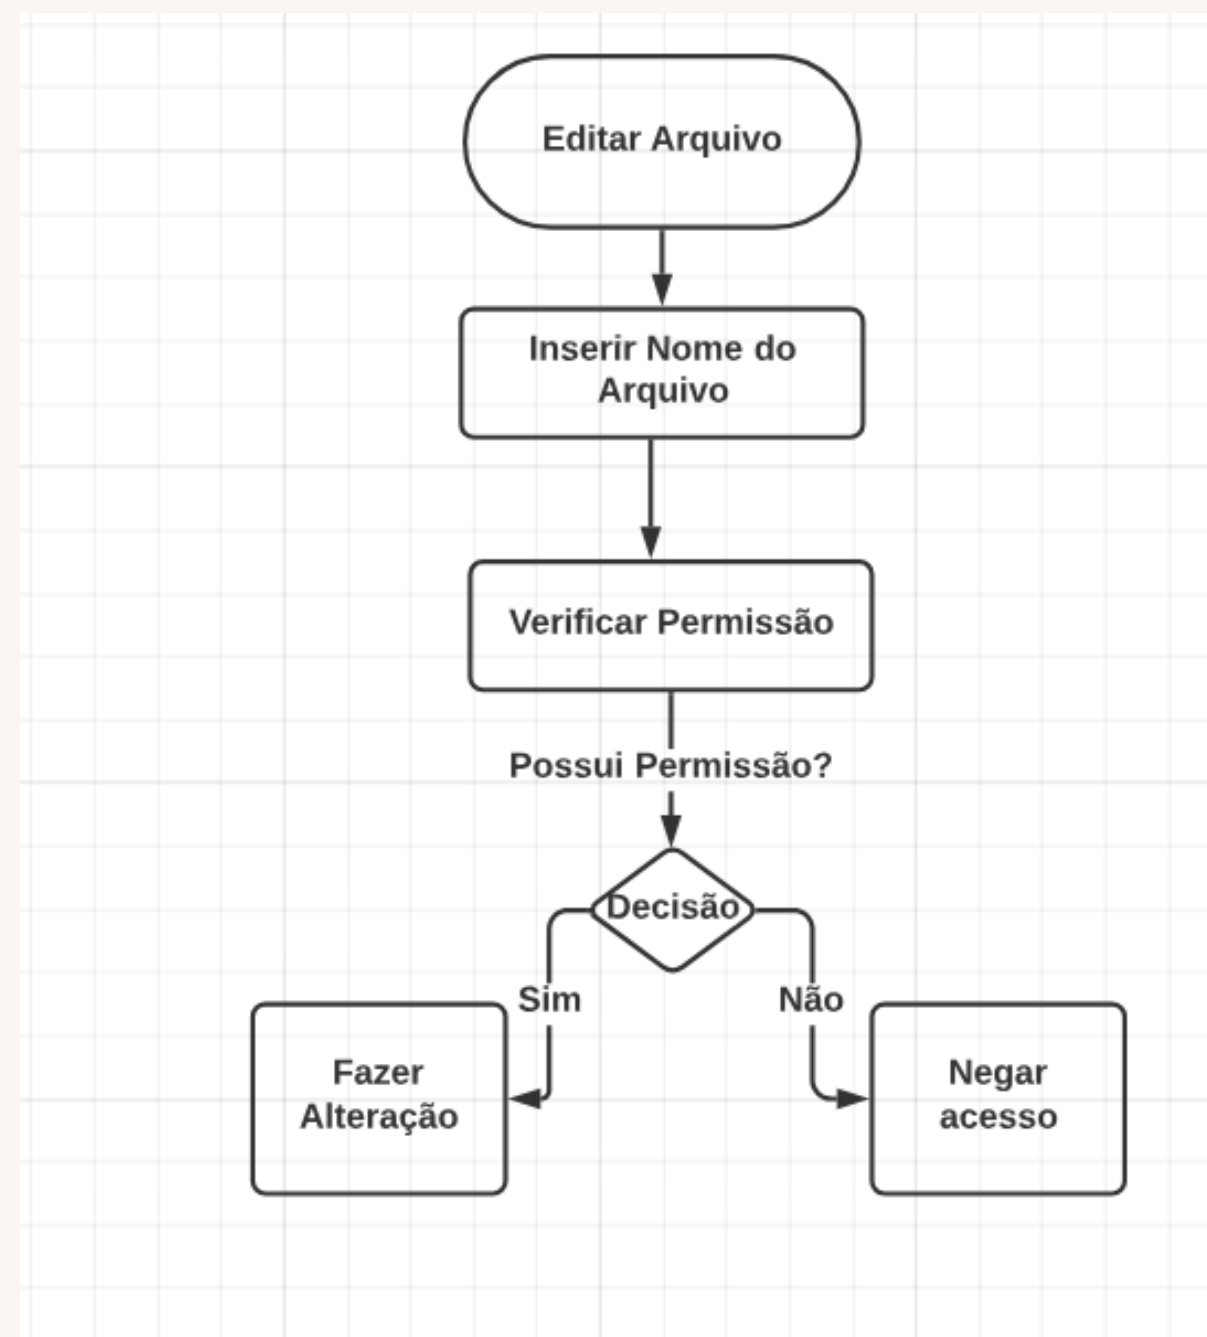 Editar Arquivo
Inserir Nome do
Arquivo
Verificar Permissão
Possui Permissão?
Decisão
Sim
Não
Fazer
Alteração
Negar
acesso